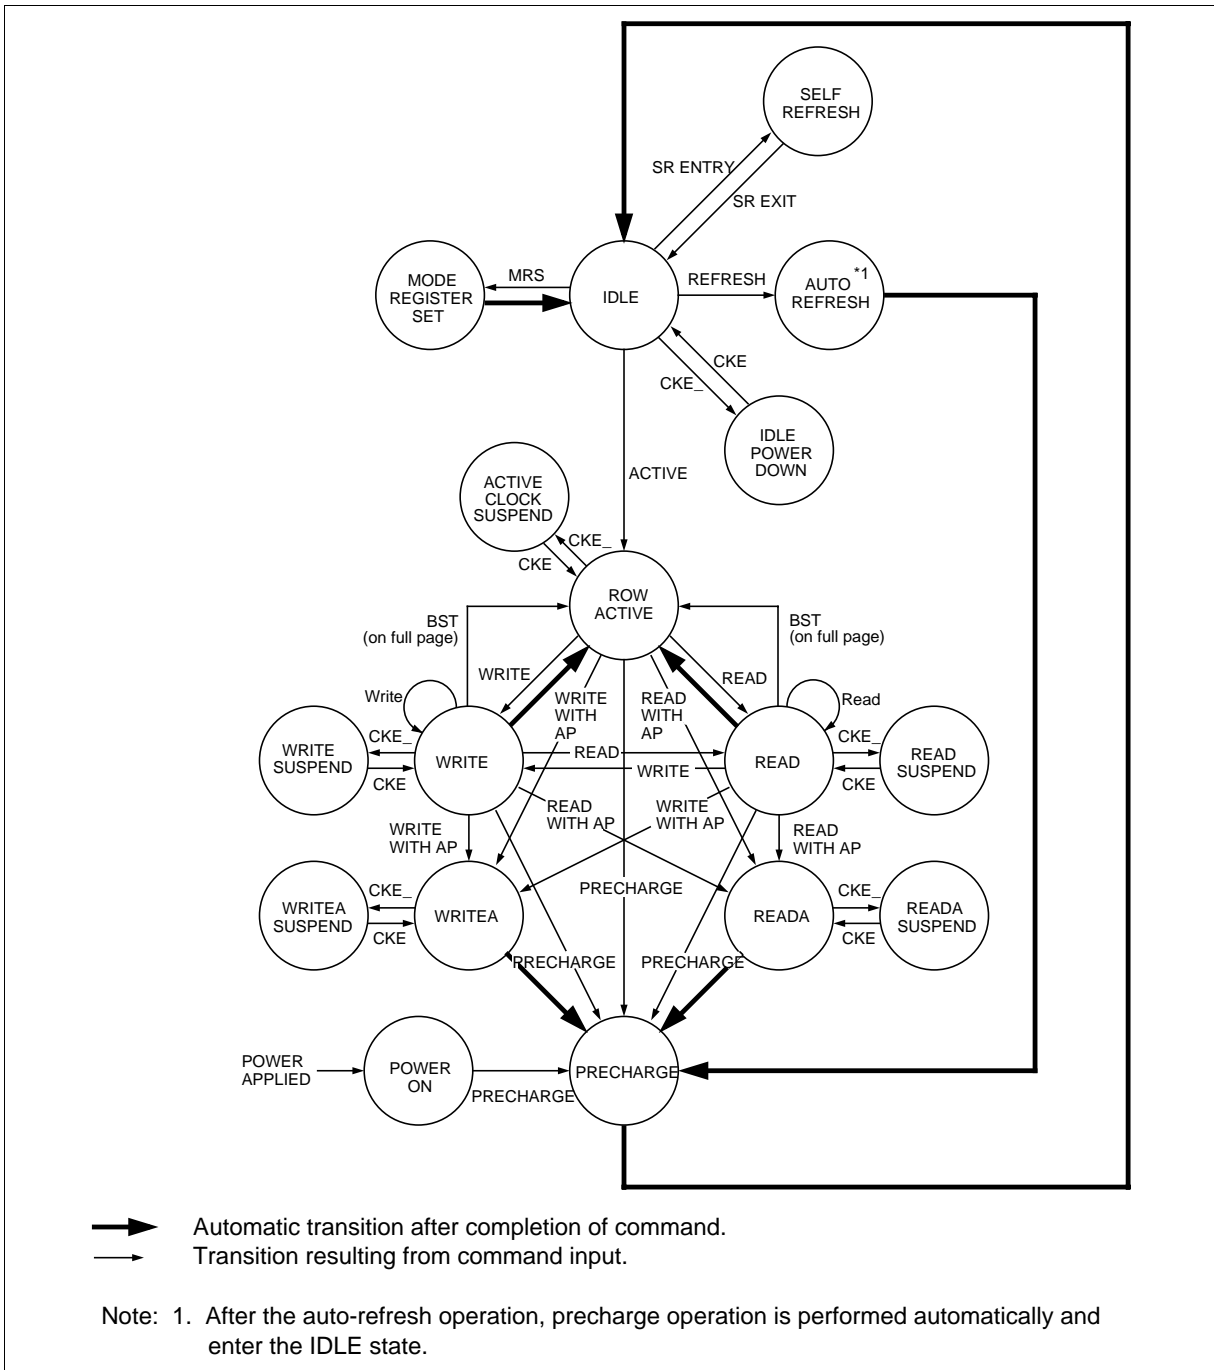 SELF
REFRESH
SR ENTRY
SR EXIT
MODE
REGISTER
SET
MRS
IDLE
REFRESH
AUTO *1
REFRESH
CKE
CKE_
IDLE
POWER
DOWN
ACTIVE
ACTIVE
CLOCK
SUSPEND
CKE_
CKE
ROW
ACTIVE
BST
(on full page)
BST
(on full page)
WRITE
READ
WRITE
WITH
AP
READ
WITH
AP
Write
Read
WRITE
SUSPEND
CKE_
CKE
WRITE
READ
WRITE
READ
CKE_
CKE
READ
SUSPEND
READ
WITH AP
WRITE
WITH AP
WRITE
WITH AP
READ
WITH AP
PRECHARGE
WRITEA
SUSPEND
CKE_
CKE
WRITEA
READA
CKE_
CKE
READA
SUSPEND
PRECHARGE
PRECHARGE
POWER
APPLIED
POWER
ON
PRECHARGE
PRECHARGE
Automatic transition after completion of command.
Transition resulting from command input.
Note: 1. After the auto-refresh operation, precharge operation is performed automatically and
enter the IDLE state.